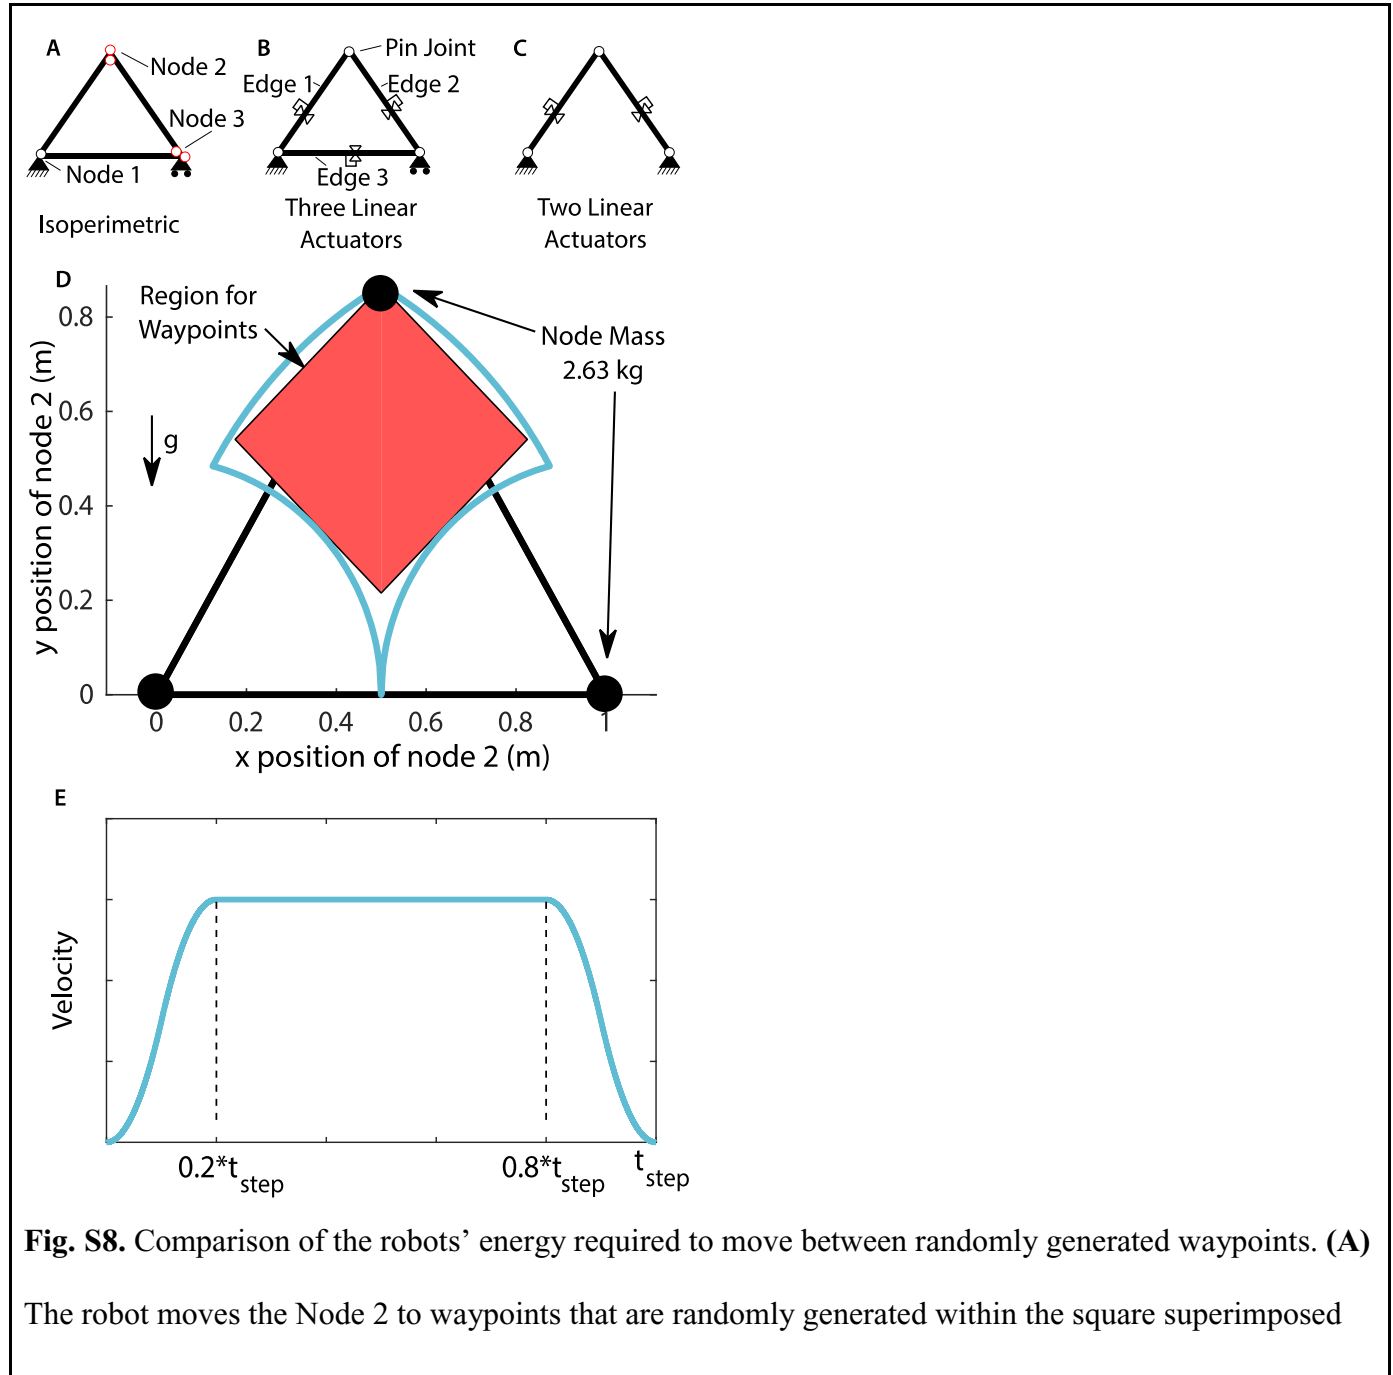 A
Node 2
Node 3
Node 1
Isoperimetric
B
Pin Joint
Edge 1
Edge 2
Edge 3
Three Linear
Actuators
C
Two Linear
Actuators
D
Region for
Waypoints
Node Mass
2.63 kg
g
y position of node 2 (m)
0.8
0.6
0.4
0.2
0
0 0.2 0.4 0.6 0.8 1
x position of node 2 (m)
E
Velocity
0.2*t_step 0.8*t_step t_step
Fig. S8. Comparison of the robots’ energy required to move between randomly generated waypoints. (A)
The robot moves the Node 2 to waypoints that are randomly generated within the square superimposed